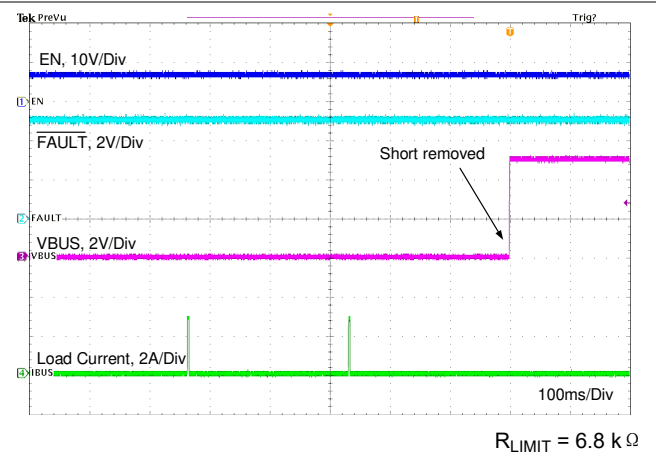 Tek PreVu
Trig?
T
T
EN, 10V/Div
1 EN
FAULT, 2V/Div
Short removed
2 FAULT
VBUS, 2V/Div
3 VBUS
Load Current, 2A/Div
4 IBUS
100ms/Div
RLIMIT = 6.8 k Ω